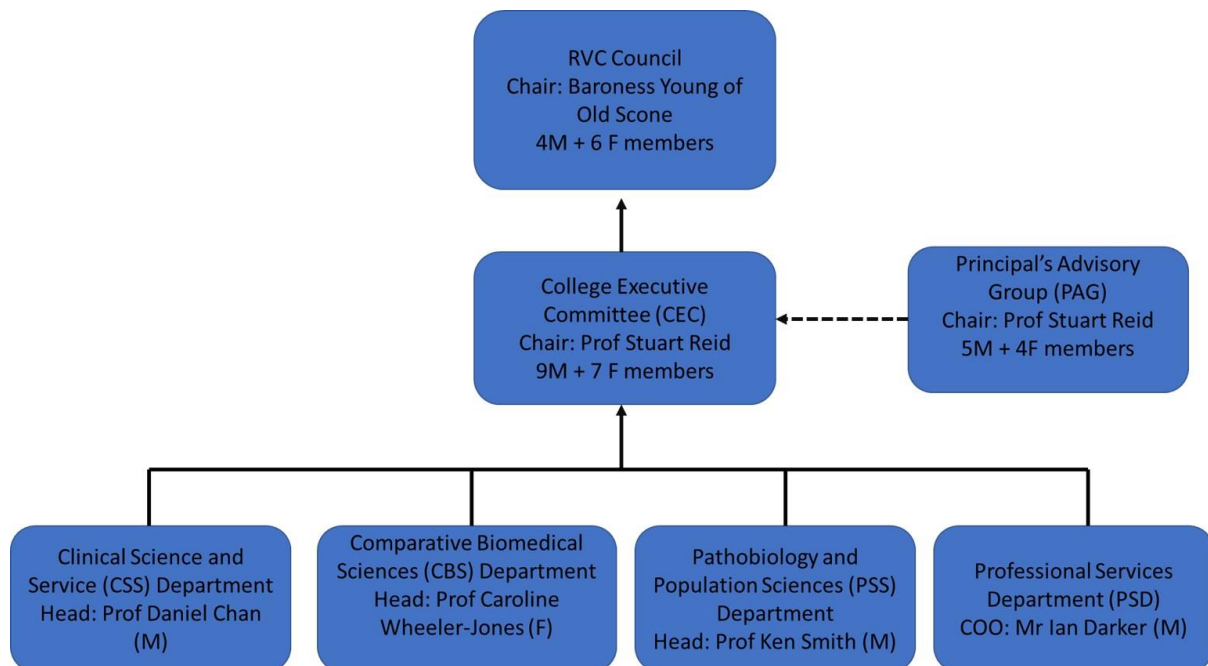 RVC Council
Chair: Baroness Young of
Old Scone
4M + 6 F members
College Executive
Committee (CEC)
Chair: Prof Stuart Reid
9M + 7 F members
Principal’s Advisory
Group (PAG)
Chair: Prof Stuart Reid
5M + 4F members
Clinical Science and
Service (CSS) Department
Head: Prof Daniel Chan
(M)
Comparative Biomedical
Sciences (CBS) Department
Head: Prof Caroline
Wheeler-Jones (F)
Pathobiology and
Population Sciences (PSS)
Department
Head: Prof Ken Smith (M)
Professional Services
Department (PSD)
COO: Mr Ian Darker (M)